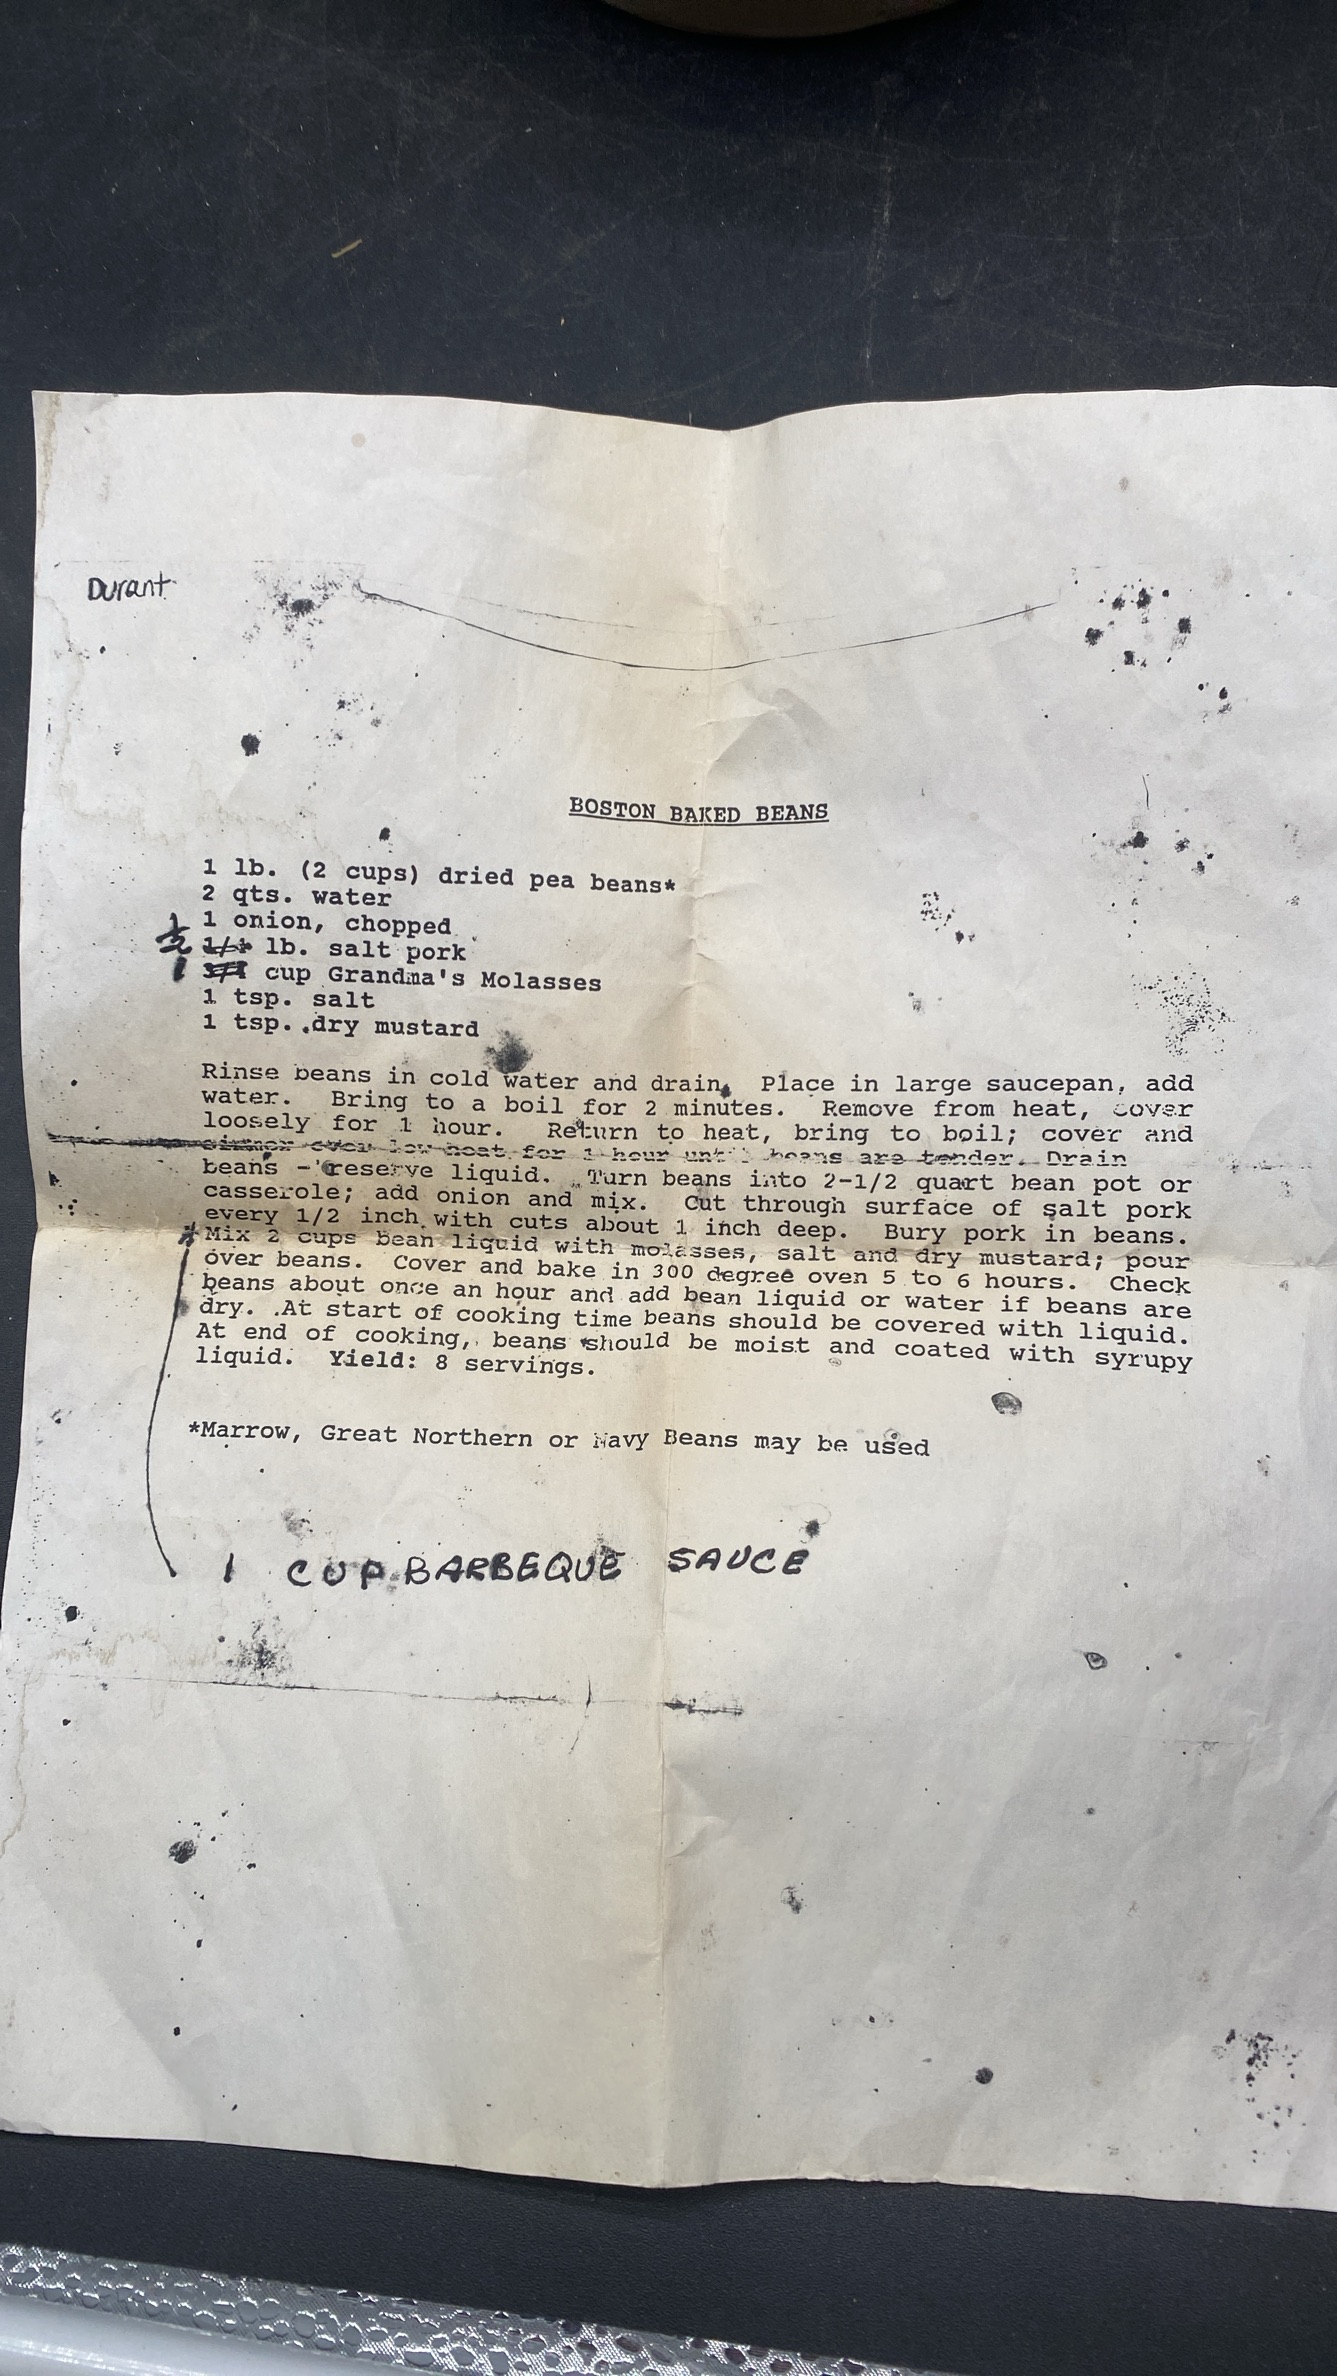 Durant
BOSTON BAKED BEANS
1 lb. (2 cups) dried pea beans*
2 qts. water
1 onion, chopped
1/2 lb. salt pork
1 cup Grandma's Molasses
1 tsp. salt
1 tsp. dry mustard
Rinse beans in cold water and drain. Place in large saucepan, add
water. Bring to a boil for 2 minutes. Remove from heat, cover
loosely for 1 hour. Return to heat, bring to boil; cover and
simmer over low heat for 1 hour until beans are tender. Drain
beans - reserve liquid. Turn beans into 2-1/2 quart bean pot or
casserole; add onion and mix. Cut through surface of salt pork
every 1/2 inch with cuts about 1 inch deep. Bury pork in beans.
* Mix 2 cups bean liquid with molasses, salt and dry mustard; pour
over beans. Cover and bake in 300 degree oven 5 to 6 hours. Check
beans about once an hour and add bean liquid or water if beans are
dry. At start of cooking time beans should be covered with liquid.
At end of cooking, beans should be moist and coated with syrupy
liquid. Yield: 8 servings.
*Marrow, Great Northern or Navy Beans may be used
1 CUP BARBEQUE SAUCE